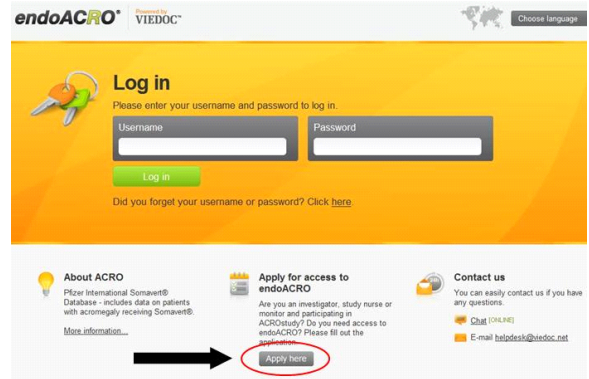 endoACRO®
Powered by
VIEDOC™
Choose language
Log in
Please enter your username and password to log in.
Username
Password
Log in
Did you forget your username or password? Click here.
About ACRO
Pfizer International Somavert®
Database - includes data on patients
with acromegaly receiving Somavert®.
More information...
Apply for access to
endoACRO
Are you an investigator, study nurse or
monitor and participating in
ACROstudy? Do you need access to
endoACRO? Please fill out the
application.
Apply here
Contact us
You can easily contact us if you have
any questions.
Chat [ONLINE]
E-mail helpdesk@viedoc.net